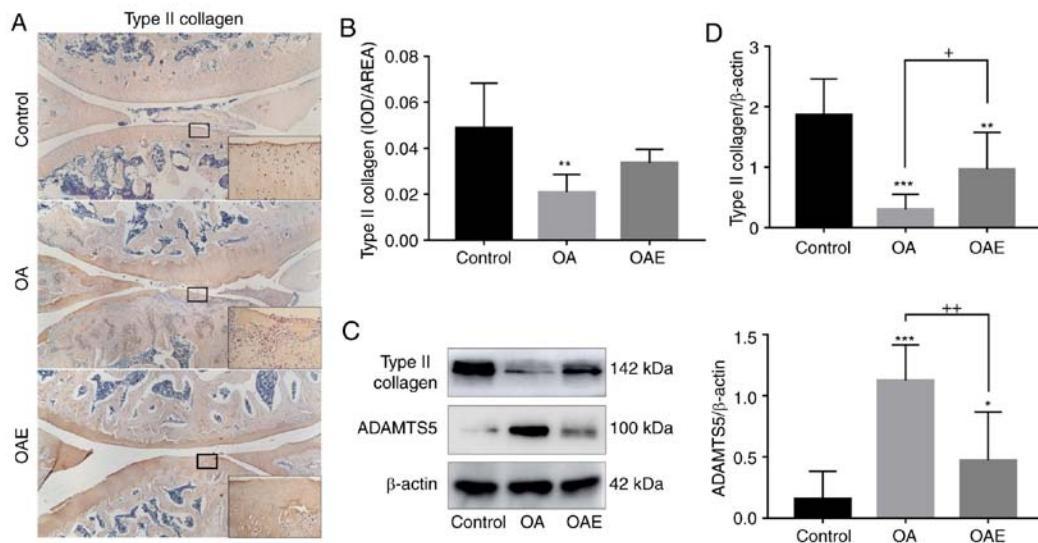 A
Type II collagen
Control
OA
OAE
B
Type II collagen (IOD/AREA)
0.08
0.06
0.04
0.02
0.00
**
Control OA OAE
C
Type II
collagen
142 kDa
ADAMTS5
100 kDa
β-actin
42 kDa
Control OA OAE
D
Type II collagen/β-actin
3
2
1
0
+
***
**
Control OA OAE
ADAMTS5/β-actin
1.5
1.0
0.5
0.0
++
***
*
Control OA OAE